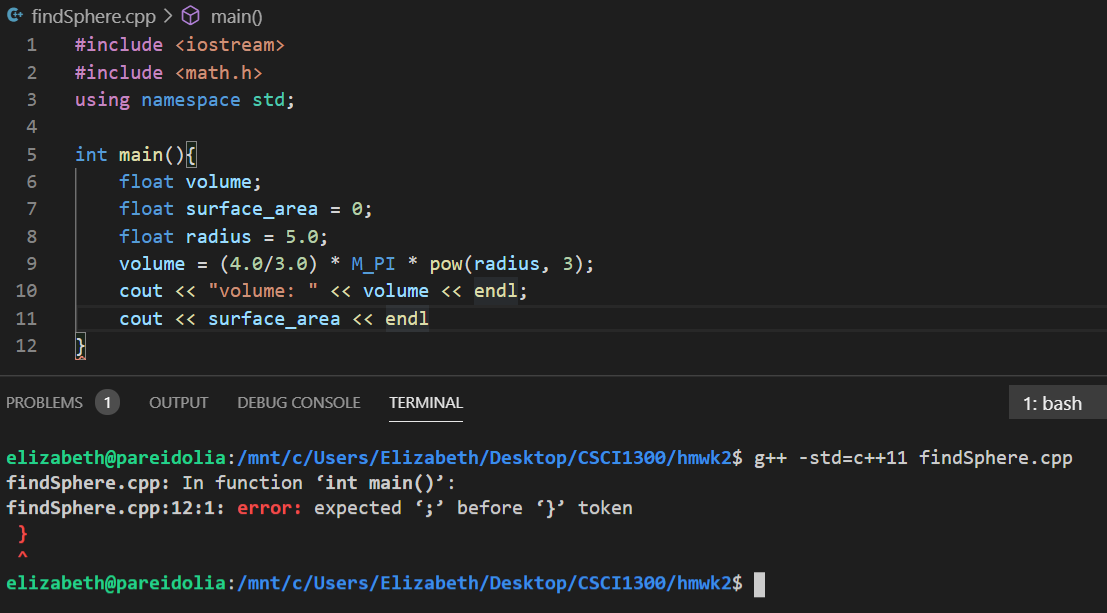 findSphere.cpp > main()
1 #include <iostream>
2 #include <math.h>
3 using namespace std;
4
5 int main(){
6     float volume;
7     float surface_area = 0;
8     float radius = 5.0;
9     volume = (4.0/3.0) * M_PI * pow(radius, 3);
10     cout << "volume: " << volume << endl;
11     cout << surface_area << endl
12 }
PROBLEMS 1 OUTPUT DEBUG CONSOLE TERMINAL 1: bash
elizabeth@pareidolia:/mnt/c/Users/Elizabeth/Desktop/CSCI1300/hmwk2$ g++ -std=c++11 findSphere.cpp
findSphere.cpp: In function ‘int main()’:
findSphere.cpp:12:1: error: expected ‘;’ before ‘}’ token
 }
 ^
elizabeth@pareidolia:/mnt/c/Users/Elizabeth/Desktop/CSCI1300/hmwk2$